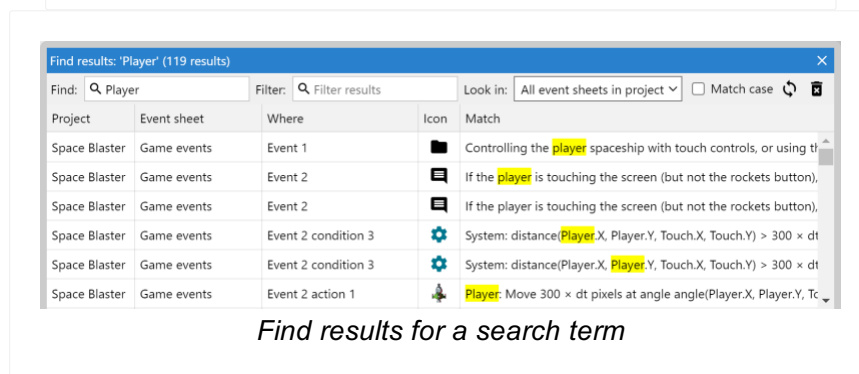 Find results: 'Player' (119 results)
Find: Player Filter: Filter results Look in: All event sheets in project Match case
Project Event sheet Where Icon Match
Space Blaster Game events Event 1 Controlling the player spaceship with touch controls, or using
Space Blaster Game events Event 2 If the player is touching the screen (but not the rockets button),
Space Blaster Game events Event 2 If the player is touching the screen (but not the rockets button),
Space Blaster Game events Event 2 condition 3 System: distance(Player.X, Player.Y, Touch.X, Touch.Y) > 300 × dt
Space Blaster Game events Event 2 condition 3 System: distance(Player.X, Player.Y, Touch.X, Touch.Y) > 300 × dt
Space Blaster Game events Event 2 action 1 Player: Move 300 × dt pixels at angle angle(Player.X, Player.Y,
Find results for a search term